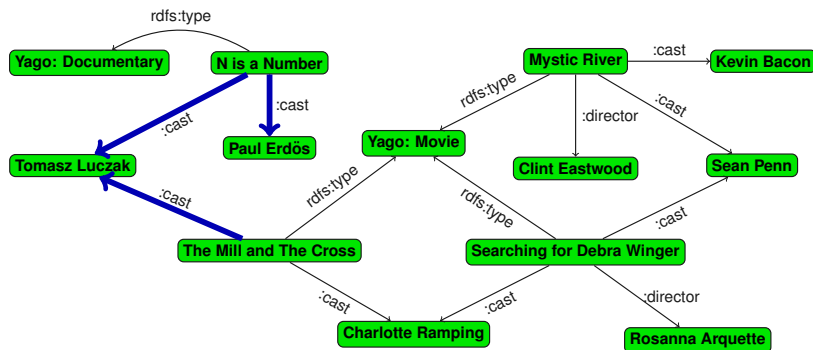 rdfs:type
Yago: Documentary
N is a Number
Mystic River
:cast
Kevin Bacon
:cast
:cast
rdfs:type
:director
:cast
Tomasz Luczak
Paul Erdös
Yago: Movie
Clint Eastwood
Sean Penn
:cast
rdfs:type
rdfs:type
:cast
The Mill and The Cross
Searching for Debra Winger
:cast
:cast
:director
Charlotte Ramping
Rosanna Arquette